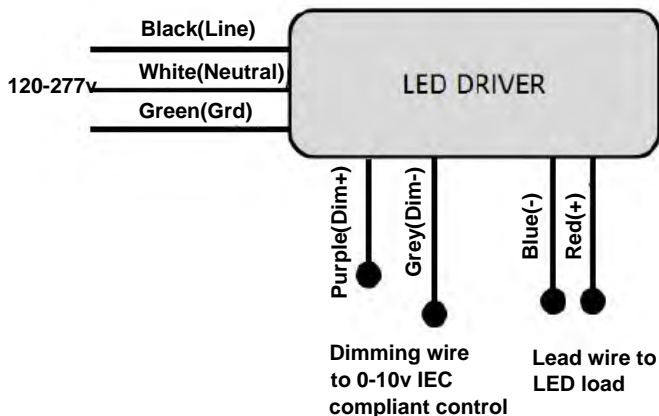 Black(Line)
White(Neutral)
120-277v
Green(Grd)
LED DRIVER
Purple(Dim+)
Grey(Dim-)
Blue(-)
Red(+)
Dimming wire
to 0-10v IEC
compliant control
Lead wire to
LED load